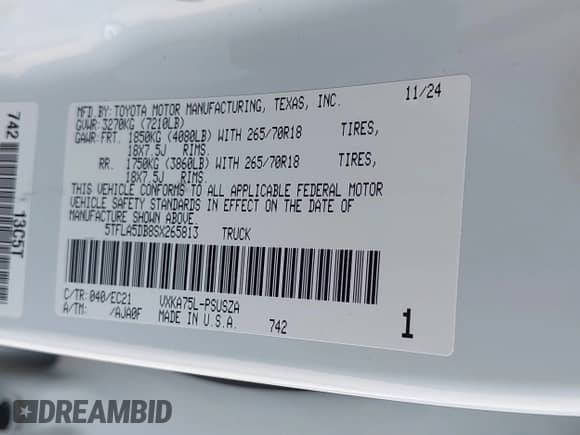 MFD.BY:TOYOTA MOTOR MANUFACTURING, TEXAS, INC. 11/24
GVWR:3270KG (7210LB)
GAWR:FRT. 1850KG (4080LB) WITH 265/70R18 TIRES,
18X7.5J RIMS.
RR. 1750KG (3860LB) WITH 265/70R18 TIRES,
18X7.5J RIMS.
THIS VEHICLE CONFORMS TO ALL APPLICABLE FEDERAL MOTOR
VEHICLE SAFETY STANDARDS IN EFFECT ON THE DATE OF
MANUFACTURE SHOWN ABOVE.
5TFLA5DB8SX265813 TRUCK
C/TR:040/EC21 VXKA75L-PSUSZA
A/TM: /AJA0F MADE IN U.S.A. 742 1
742 13C5T
DREAMBID